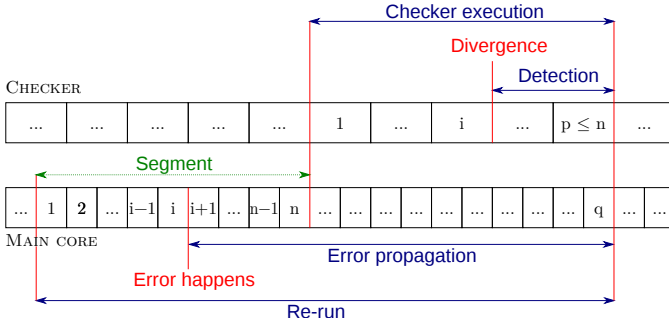 Checker execution
Divergence
Detection
CHECKER
... ... ... ... ... 1 ... i ... p ≤ n ...
Segment
... 1 2 ... i−1 i i+1 ... n−1 n ... ... ... ... ... ... ... ... ... q ... ...
MAIN CORE
Error propagation
Error happens
Re-run